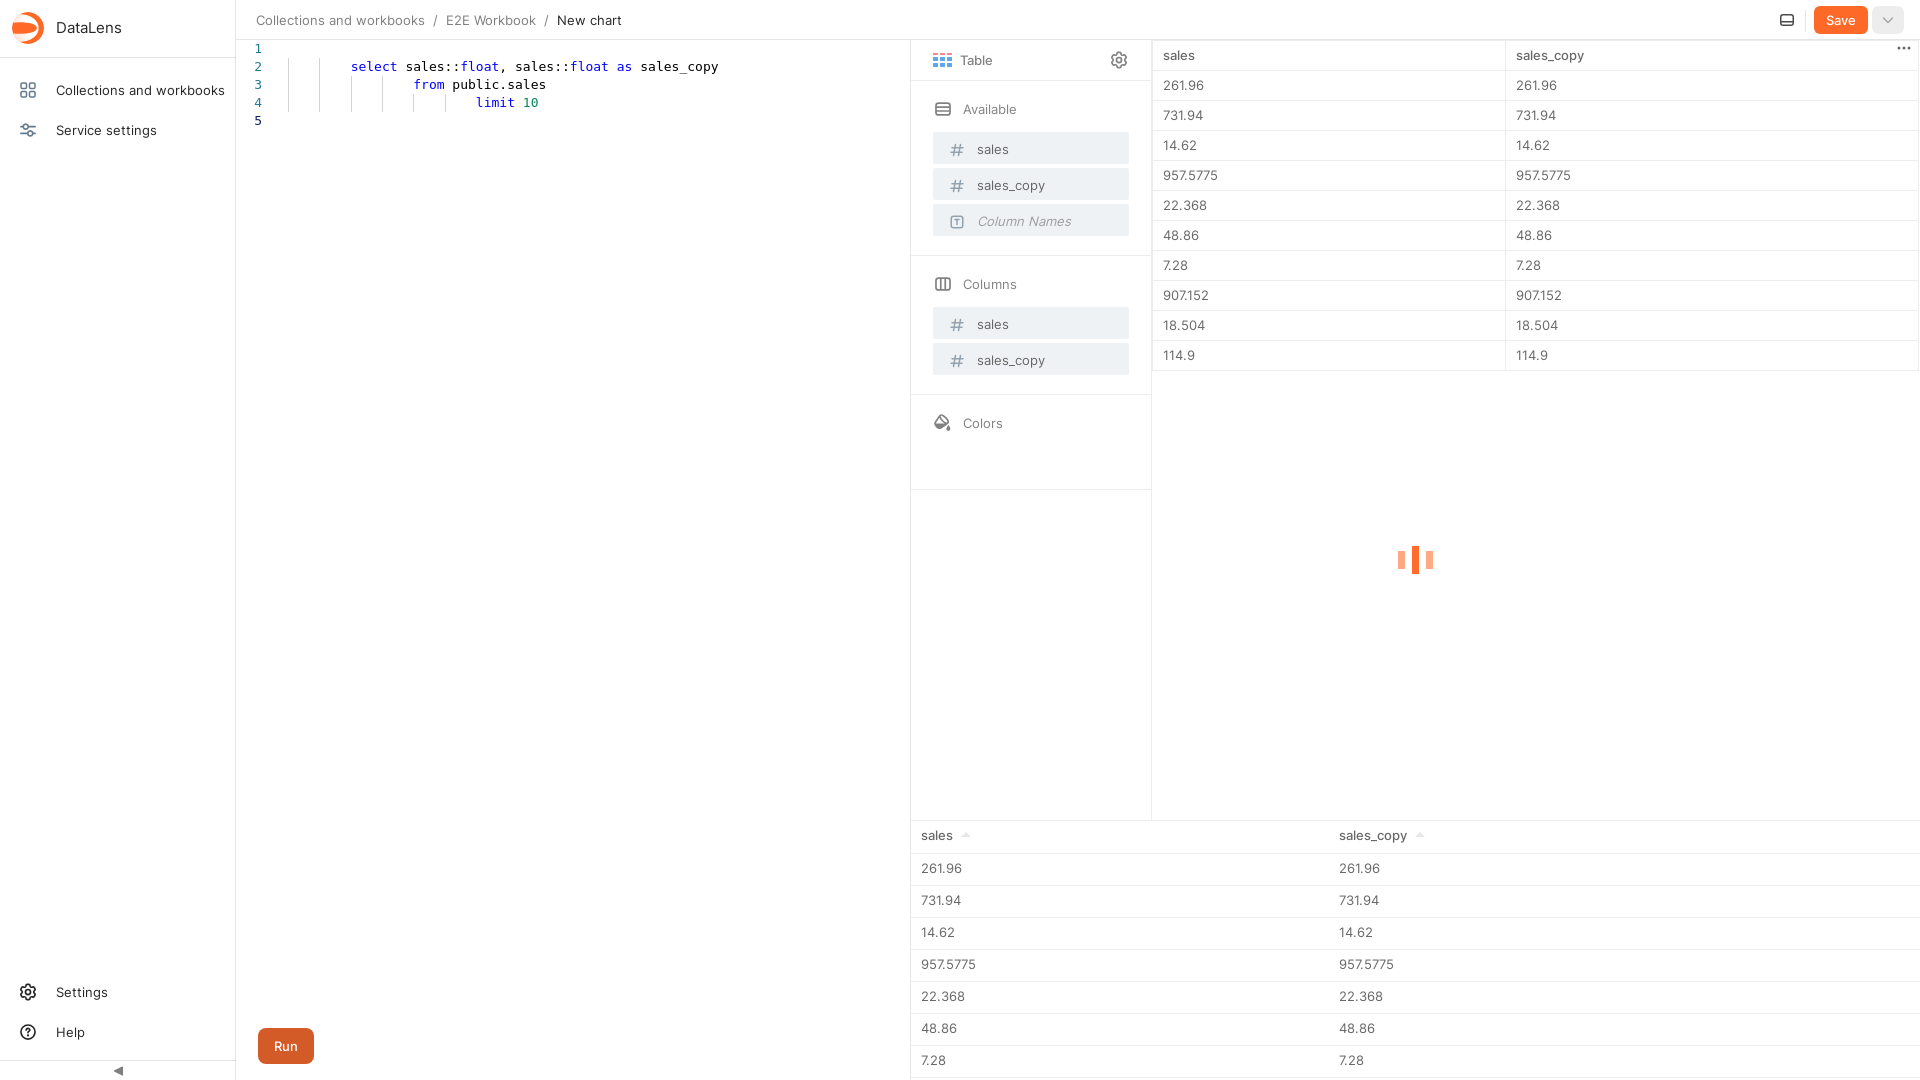 DataLens
Collections and workbooks
Service settings
Settings
Help
Collections and workbooks / E2E Workbook / New chart
Save
1
2 select sales::float, sales::float as sales_copy
3 from public.sales
4 limit 10
5
Run
Table
Available
sales
sales_copy
Column Names
Columns
sales
sales_copy
Colors
sales sales_copy
261.96 261.96
731.94 731.94
14.62 14.62
957.5775 957.5775
22.368 22.368
48.86 48.86
7.28 7.28
907.152 907.152
18.504 18.504
114.9 114.9
sales sales_copy
261.96 261.96
731.94 731.94
14.62 14.62
957.5775 957.5775
22.368 22.368
48.86 48.86
7.28 7.28